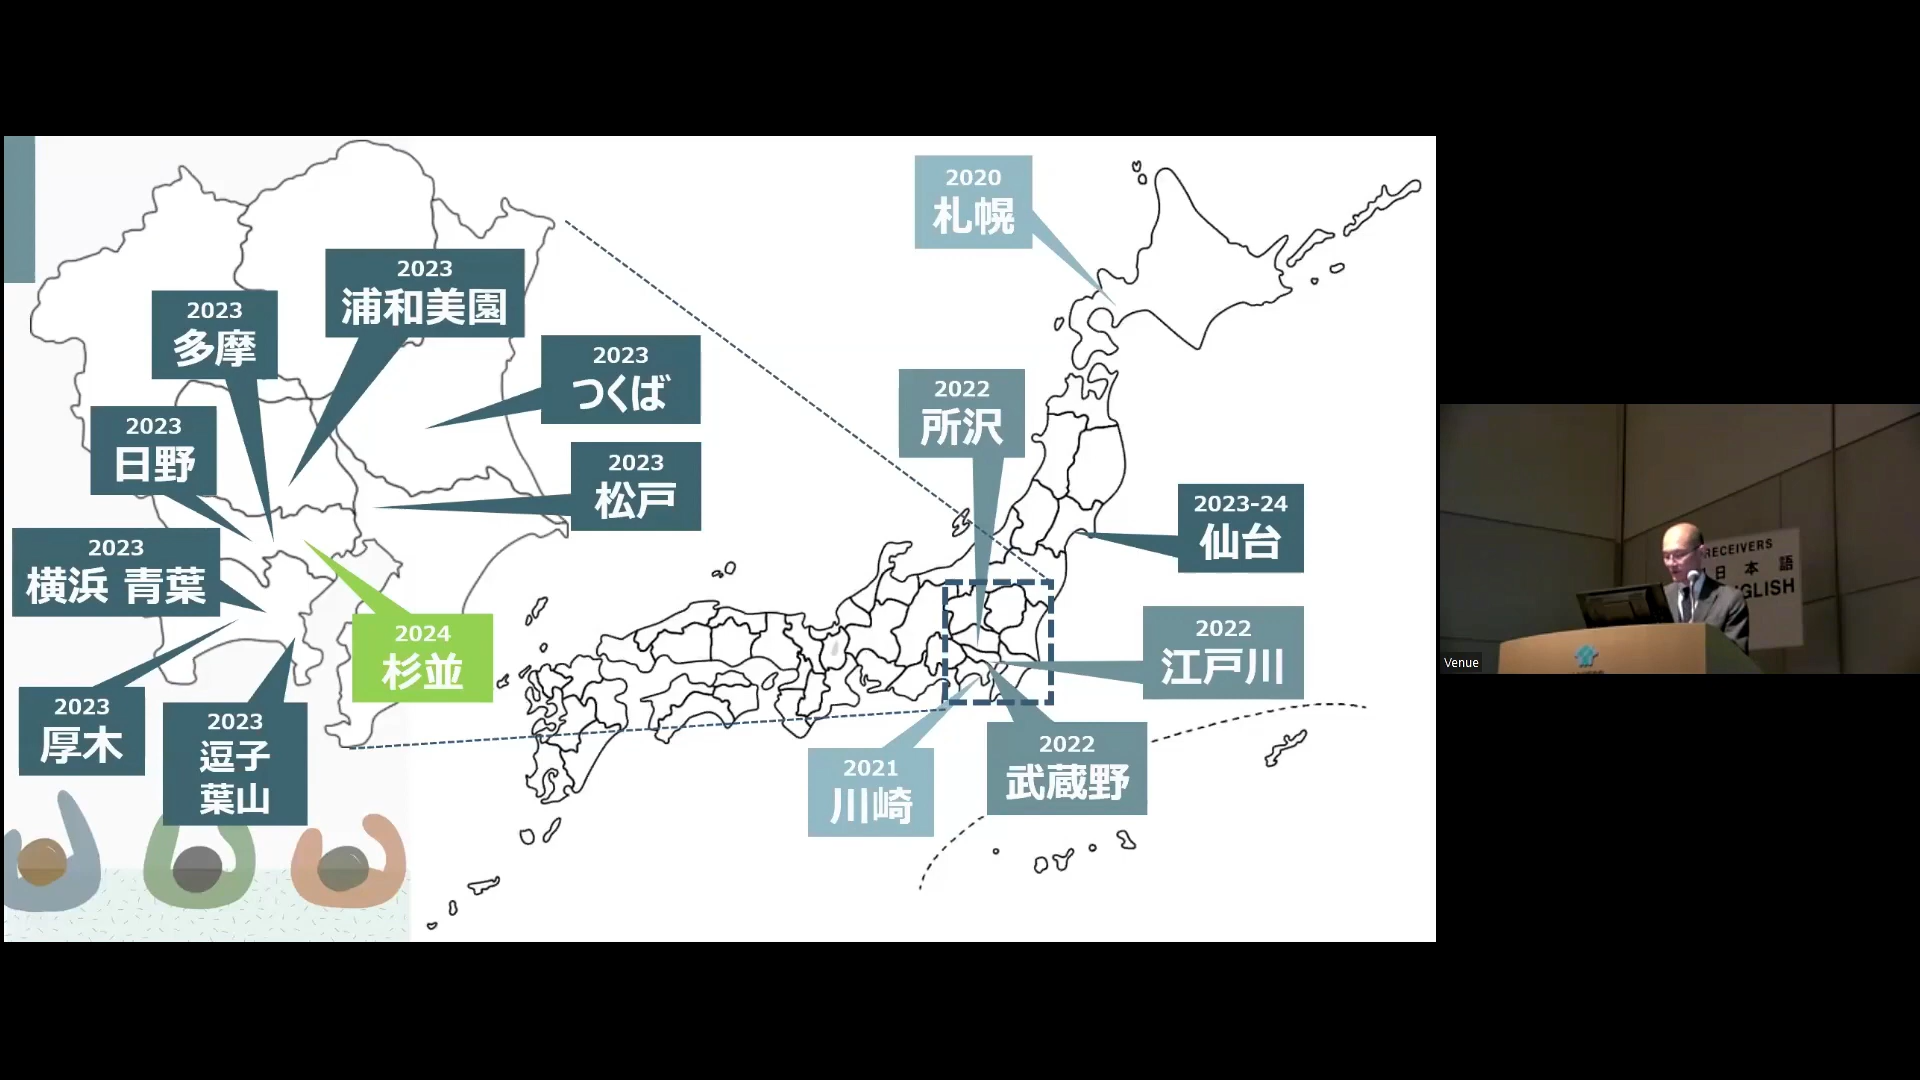 2020
札幌
2023
浦和美園
2023
多摩
2023
つくば
2022
所沢
2023
日野
2023
松戸
2023-24
仙台
2023
横浜 青葉
2024
杉並
2022
江戸川
2023
厚木
2023
逗子
葉山
2021
川崎
2022
武蔵野
RECEIVERS
日本語
GLISH
Venue